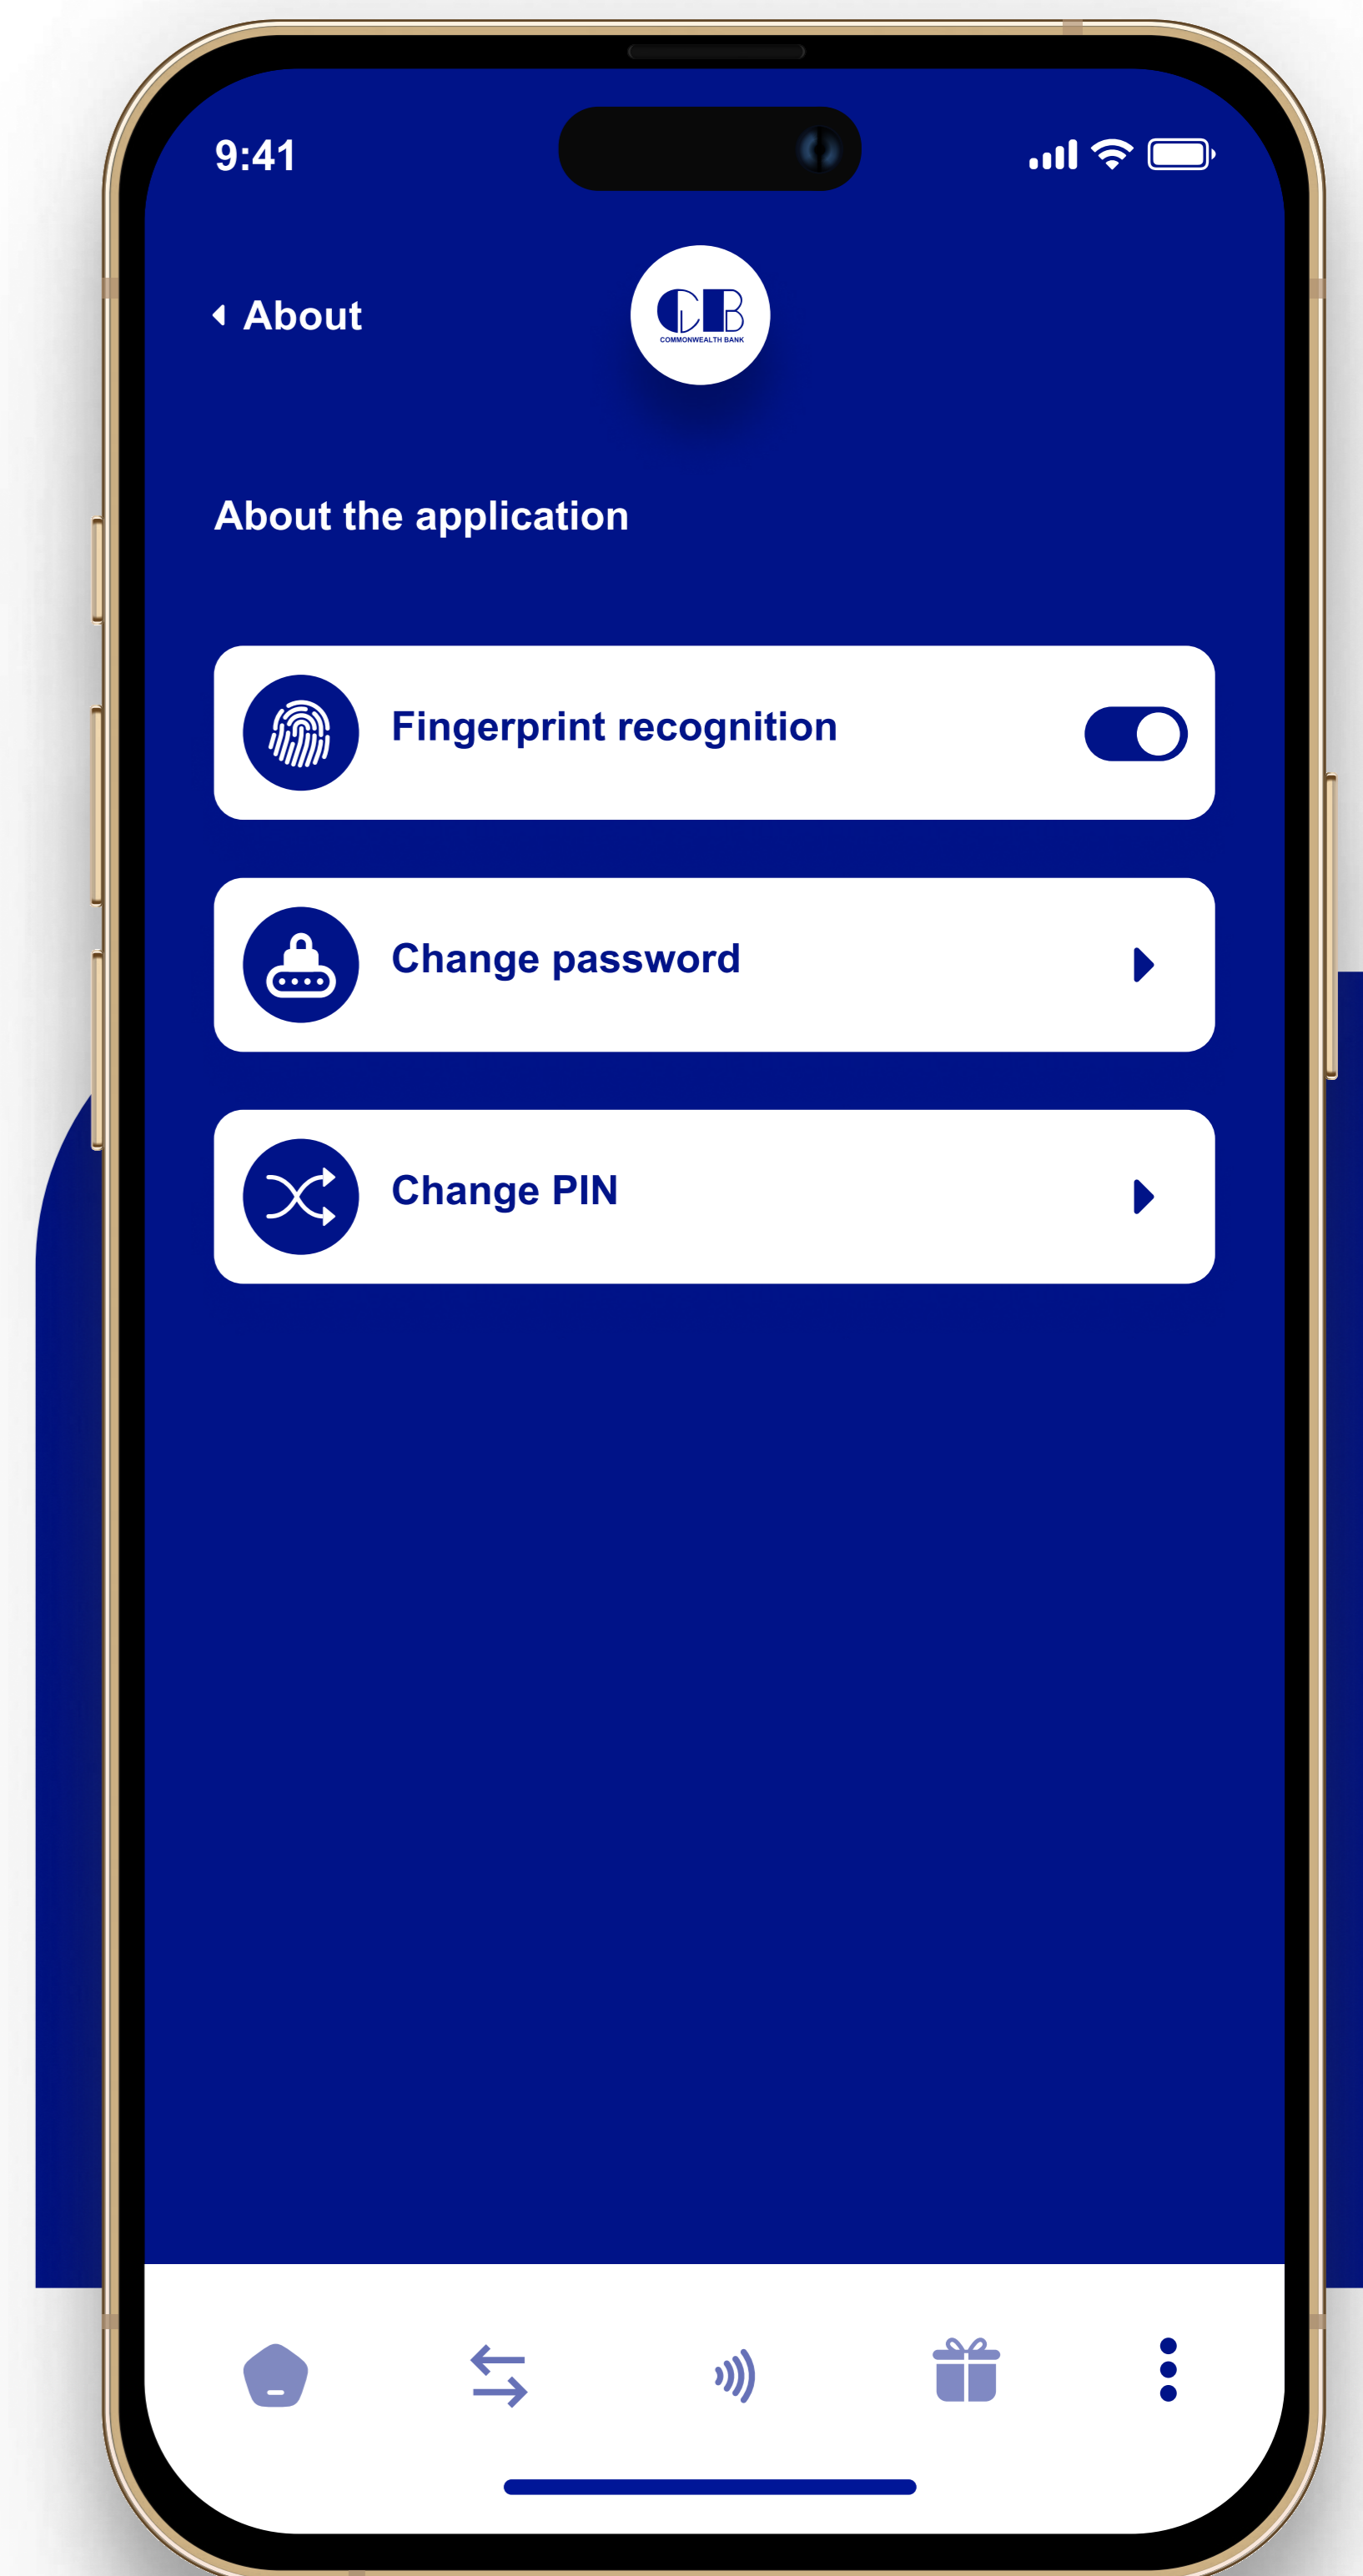 9:41
About
CB
COMMONWEALTH BANK
About the application
Fingerprint recognition
Change password
Change PIN